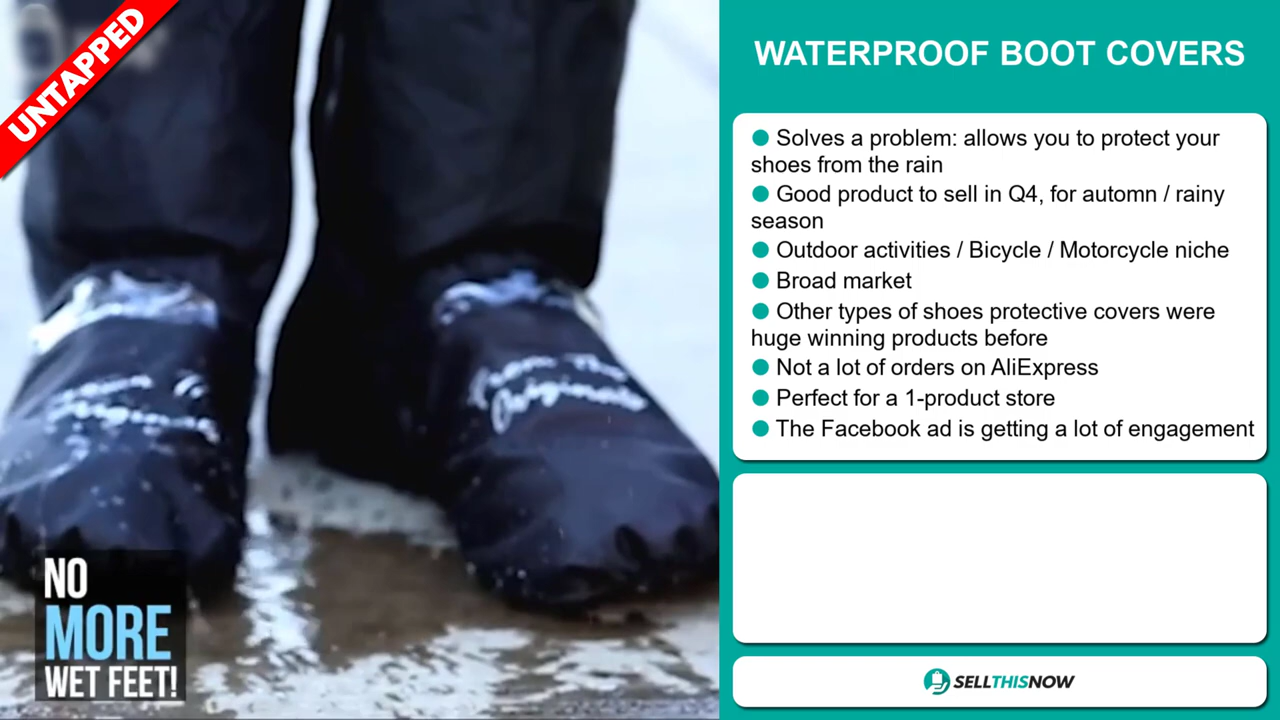 UNTAPPED
WATERPROOF BOOT COVERS
● Solves a problem: allows you to protect your
shoes from the rain
● Good product to sell in Q4, for automn / rainy
season
● Outdoor activities / Bicycle / Motorcycle niche
● Broad market
● Other types of shoes protective covers were
huge winning products before
● Not a lot of orders on AliExpress
● Perfect for a 1-product store
● The Facebook ad is getting a lot of engagement
From The
Originals
NO
MORE
WET FEET!
SELLTHISNOW